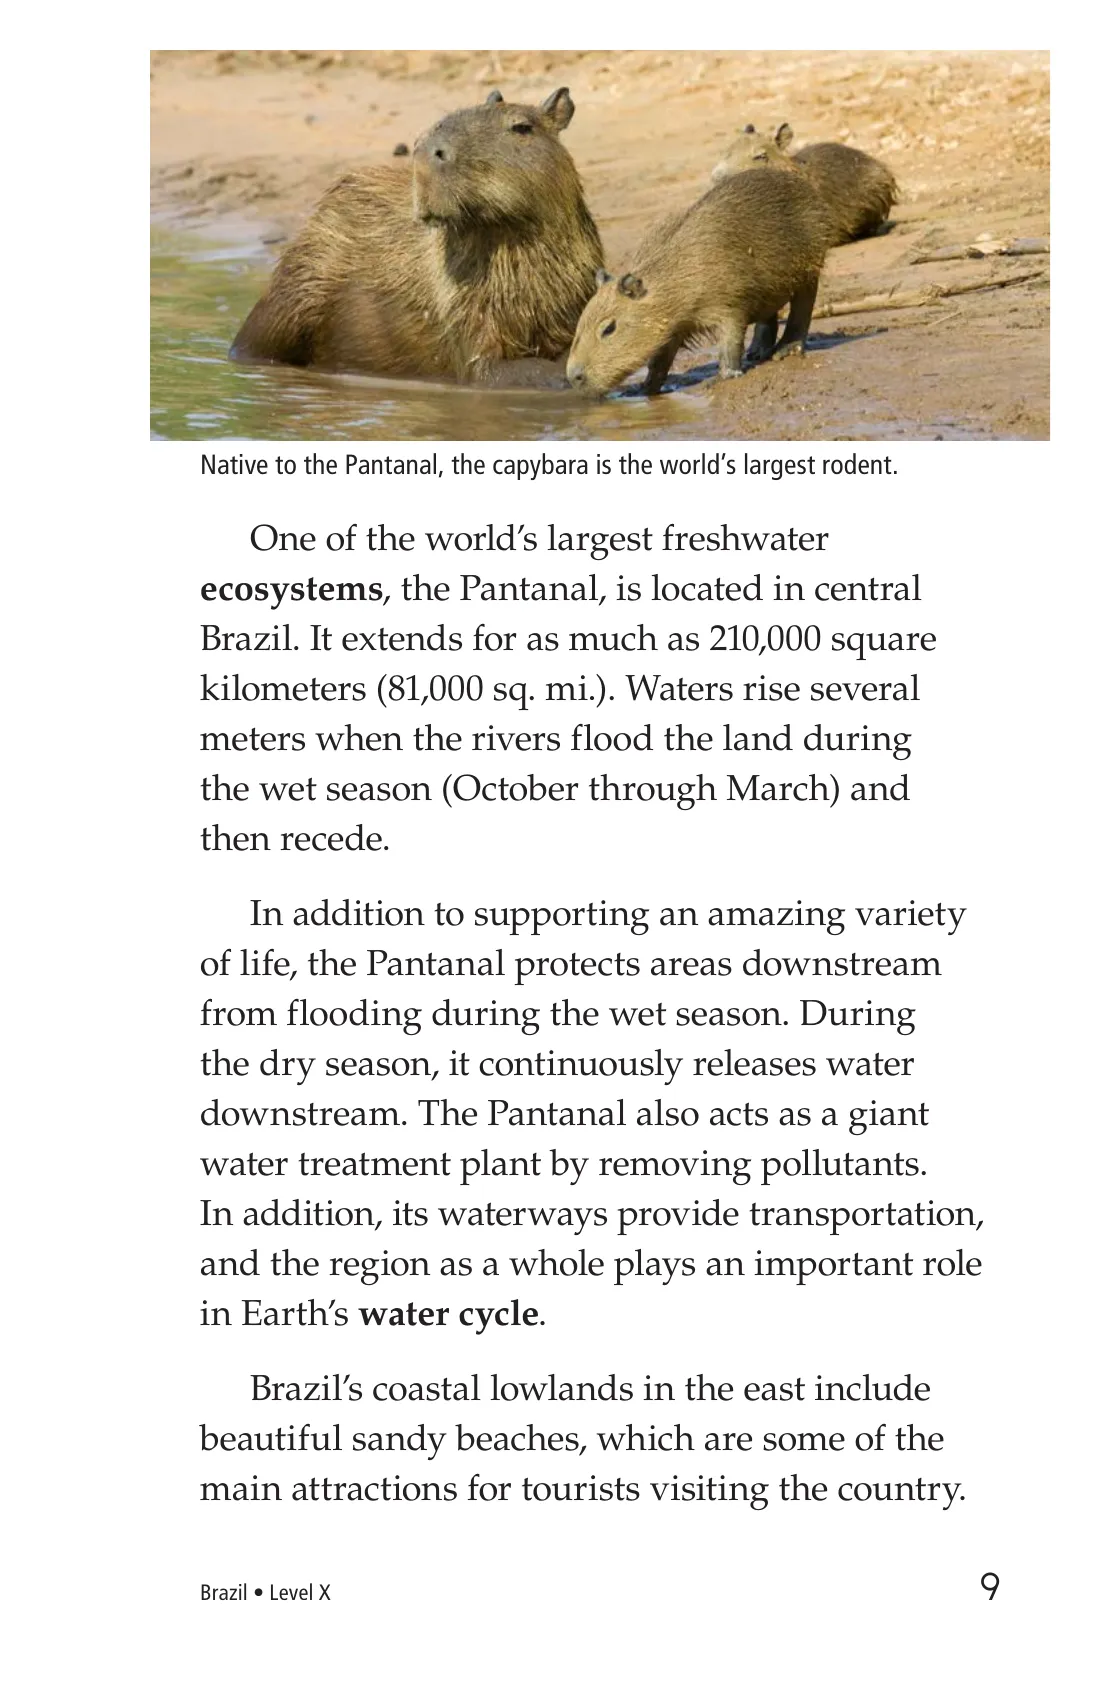 Native to the Pantanal, the capybara is the world’s largest rodent.
One of the world’s largest freshwater
ecosystems, the Pantanal, is located in central
Brazil. It extends for as much as 210,000 square
kilometers (81,000 sq. mi.). Waters rise several
meters when the rivers flood the land during
the wet season (October through March) and
then recede.
In addition to supporting an amazing variety
of life, the Pantanal protects areas downstream
from flooding during the wet season. During
the dry season, it continuously releases water
downstream. The Pantanal also acts as a giant
water treatment plant by removing pollutants.
In addition, its waterways provide transportation,
and the region as a whole plays an important role
in Earth’s water cycle.
Brazil’s coastal lowlands in the east include
beautiful sandy beaches, which are some of the
main attractions for tourists visiting the country.
Brazil • Level X 9